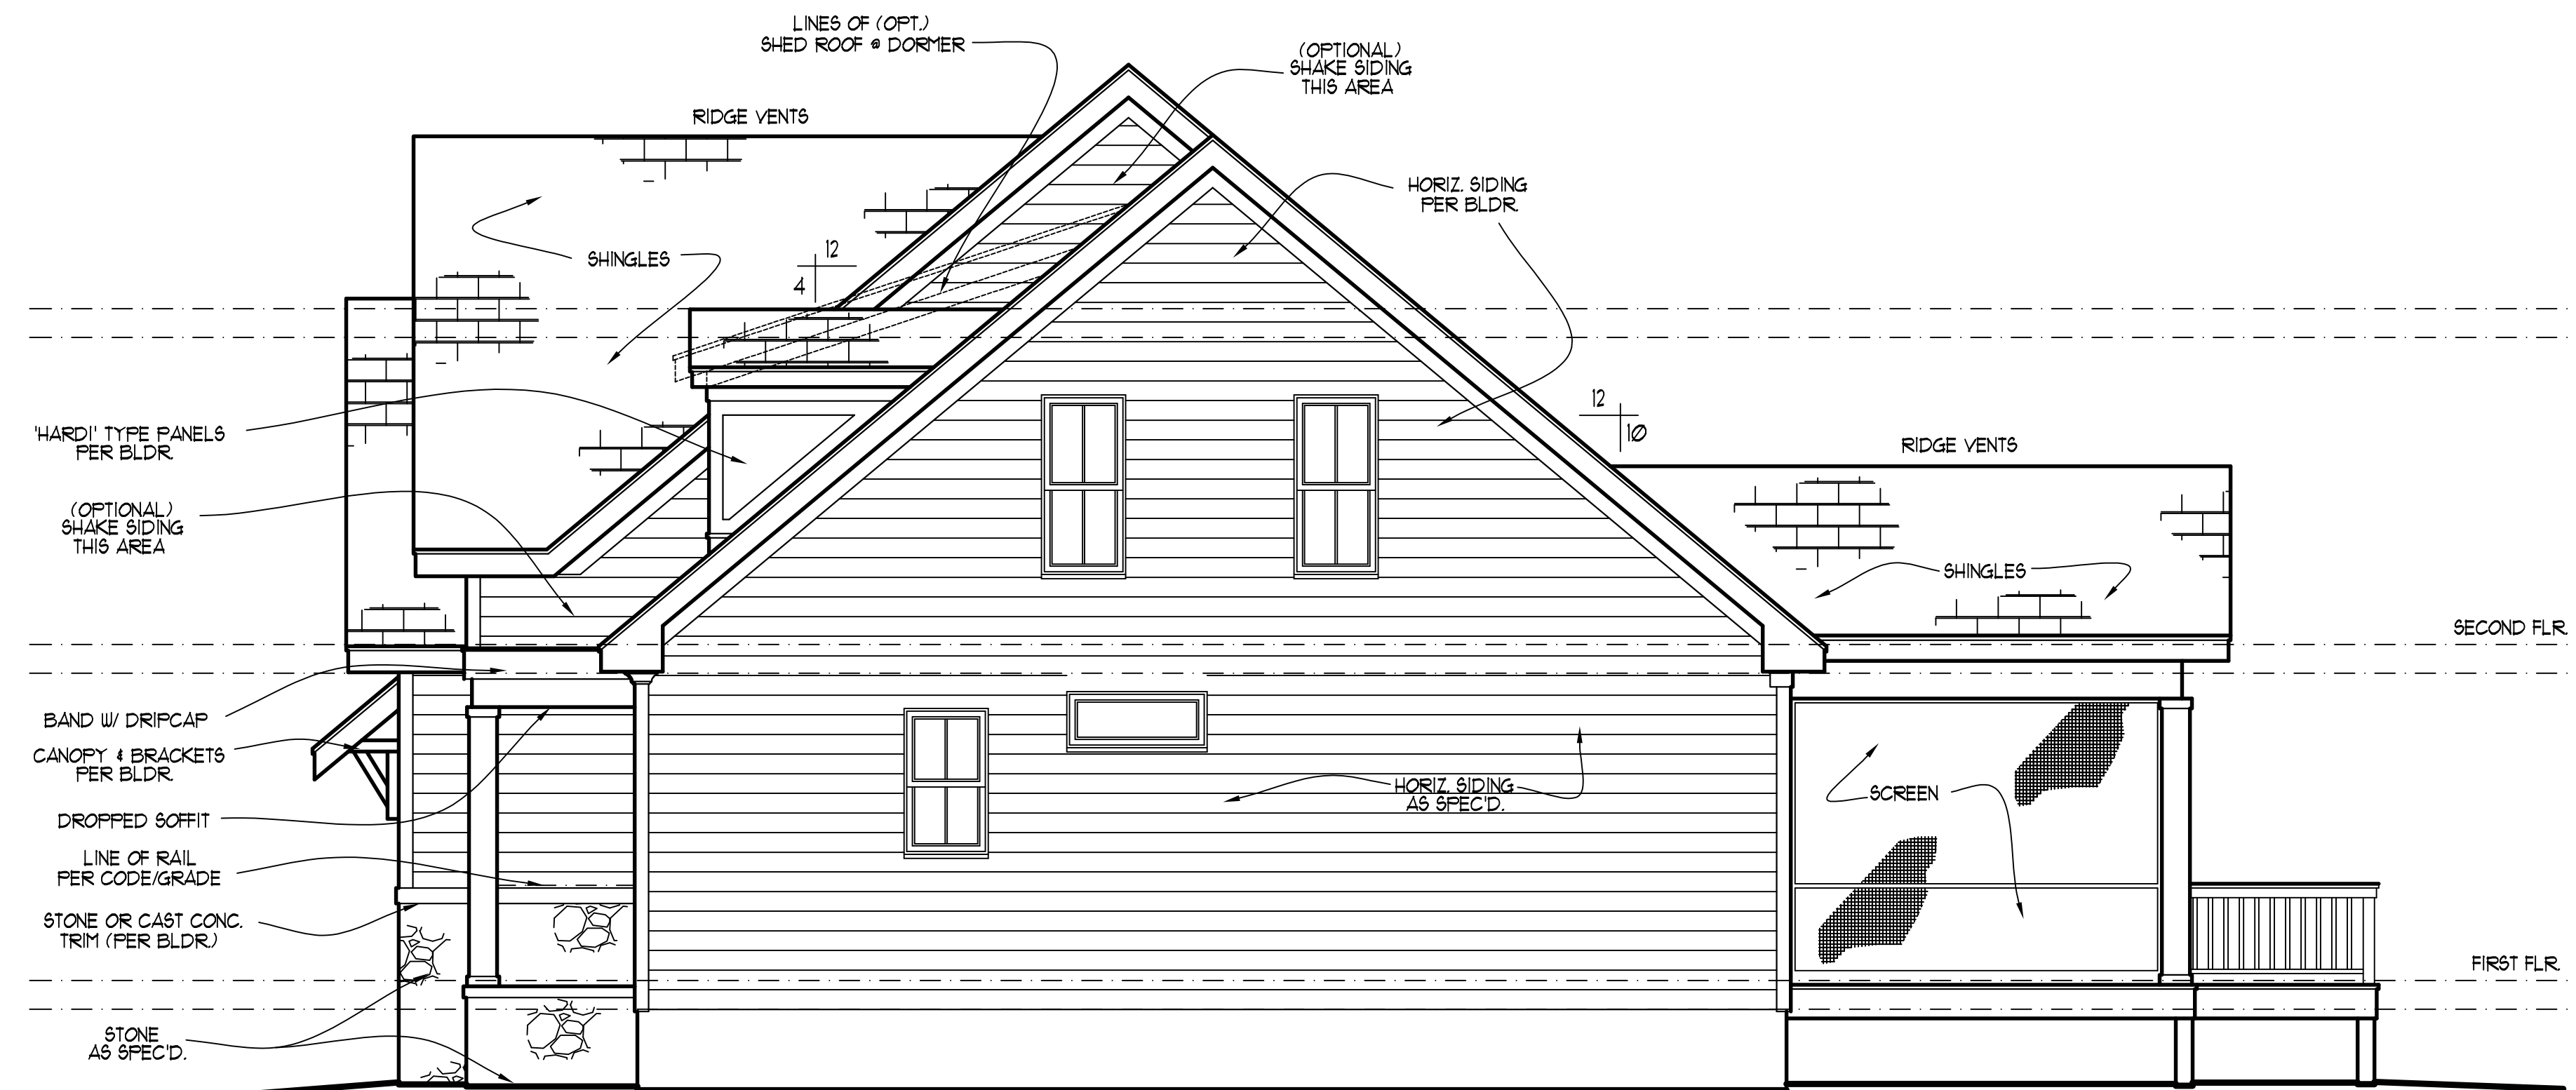 LINES OF (OPT.)
SHED ROOF @ DORMER
(OPTIONAL)
SHAKE SIDING
THIS AREA
RIDGE VENTS
HORIZ. SIDING
PER BLDR.
12
4
SHINGLES
'HARDI' TYPE PANELS
PER BLDR.
12
10
RIDGE VENTS
(OPTIONAL)
SHAKE SIDING
THIS AREA
SHINGLES
SECOND FLR.
BAND W/ DRIPCAP
CANOPY & BRACKETS
PER BLDR.
HORIZ. SIDING
AS SPEC'D.
SCREEN
DROPPED SOFFIT
LINE OF RAIL
PER CODE/GRADE
STONE OR CAST CONC.
TRIM (PER BLDR.)
FIRST FLR.
STONE
AS SPEC'D.